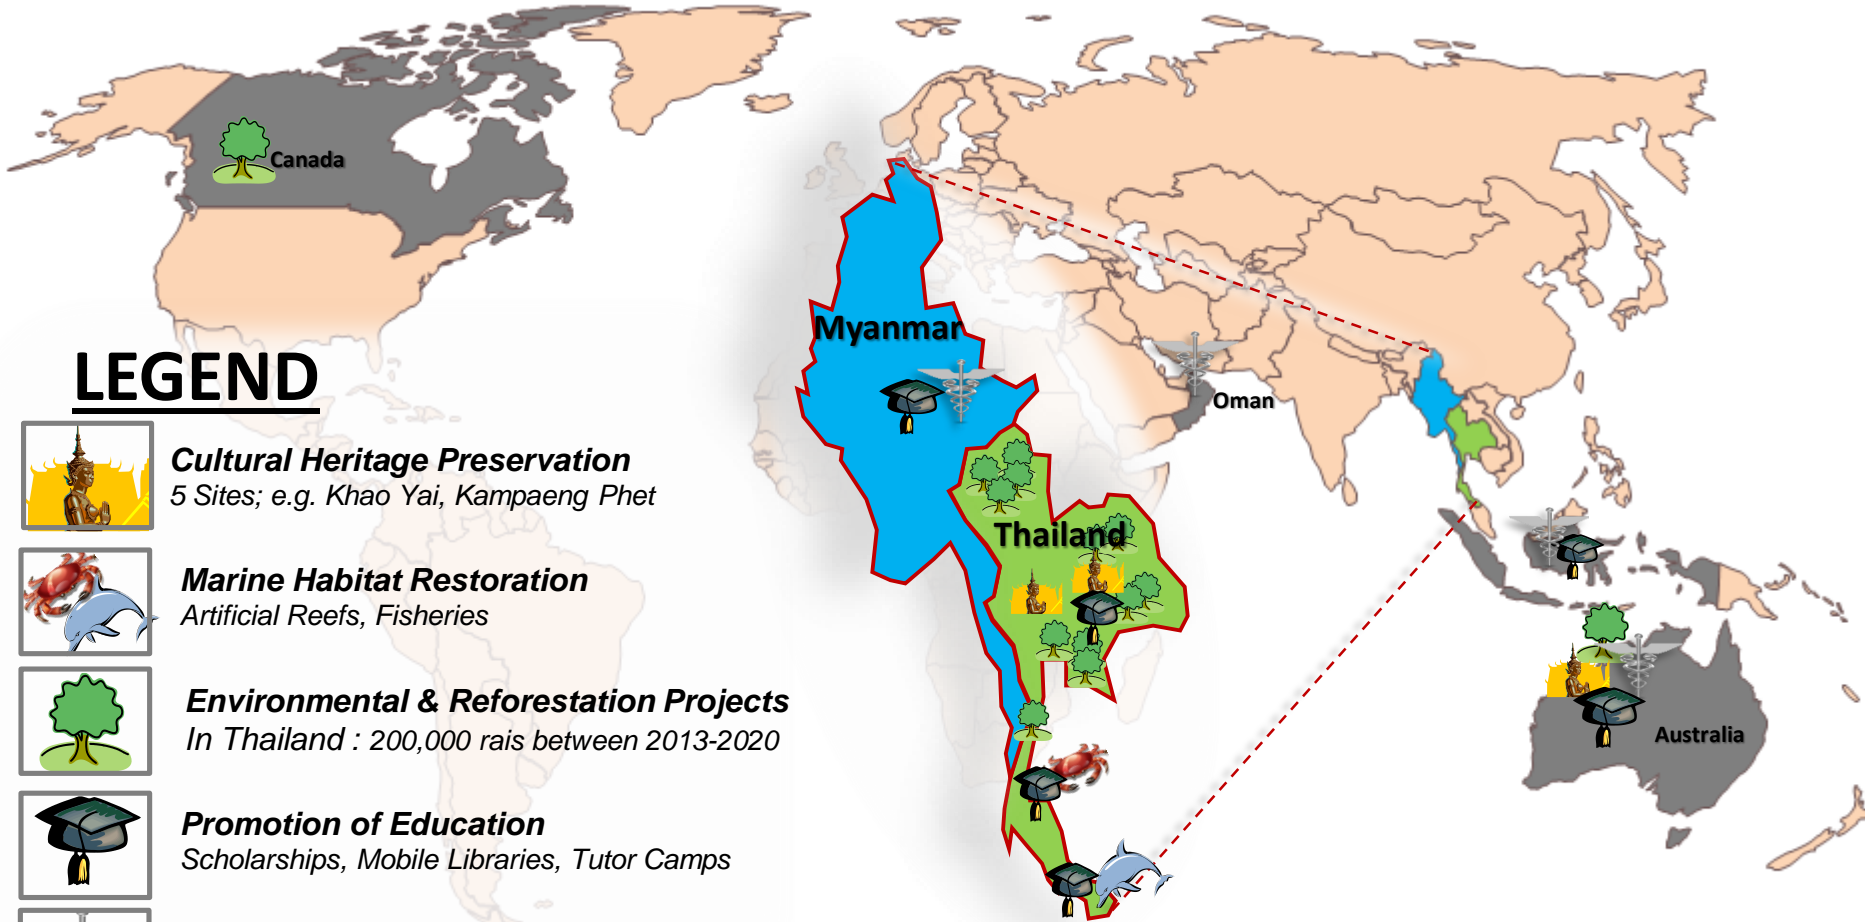 Canada
Myanmar
Oman
LEGEND
Cultural Heritage Preservation
5 Sites; e.g. Khao Yai, Kampaeng Phet
Thailand
Marine Habitat Restoration
Artificial Reefs, Fisheries
Environmental & Reforestation Projects
In Thailand : 200,000 rais between 2013-2020
Australia
Promotion of Education
Scholarships, Mobile Libraries, Tutor Camps